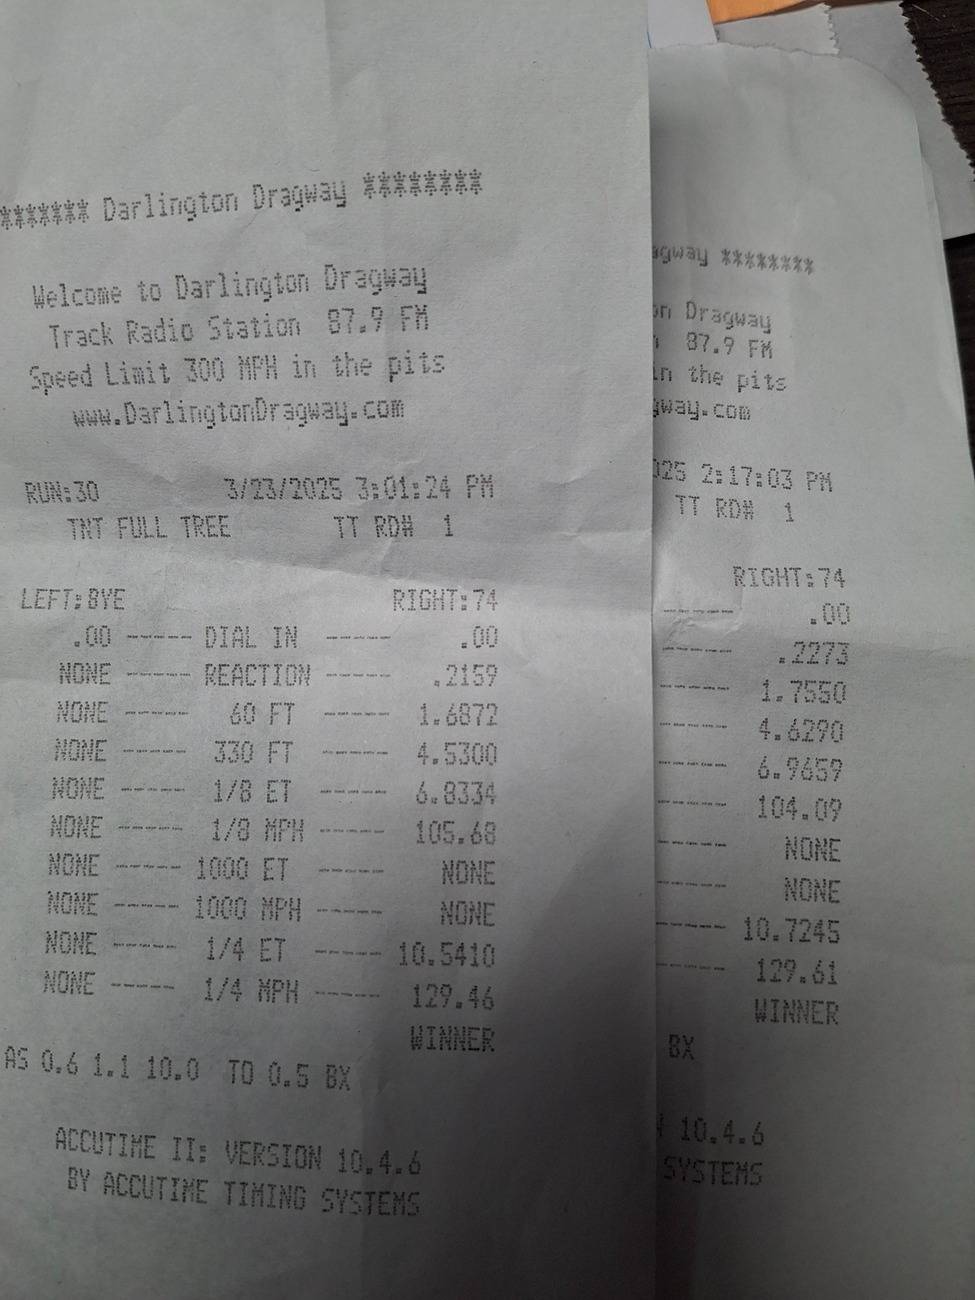 ******* Darlington Dragway ********
Welcome to Darlington Dragway
Track Radio Station 87.9 FM
Speed Limit 300 MPH in the pits
www.DarlingtonDragway.com
RUN:30 3/23/2025 3:01:24 PM
TNT FULL TREE TT RD# 1
LEFT:BYE RIGHT:74
.00 ---- DIAL IN ---- .00
NONE ---- REACTION ---- .2159
NONE ---- 60 FT ---- 1.6872
NONE ---- 330 FT ---- 4.5300
NONE ---- 1/8 ET ---- 6.8334
NONE ---- 1/8 MPH ---- 105.68
NONE ---- 1000 ET ---- NONE
NONE ---- 1000 MPH ---- NONE
NONE ---- 1/4 ET ---- 10.5410
NONE ---- 1/4 MPH ---- 129.46
WINNER
AS 0.6 1.1 10.0 TO 0.5 BX
ACCUTIME II: VERSION 10.4.6
BY ACCUTIME TIMING SYSTEMS
agway ********
on Dragway
87.9 FM
in the pits
gway.com
025 2:17:03 PM
TT RD# 1
RIGHT:74
---- .00
---- .2273
---- 1.7550
---- 4.6290
---- 6.9659
---- 104.09
---- NONE
---- NONE
---- 10.7245
---- 129.61
WINNER
BX
10.4.6
SYSTEMS